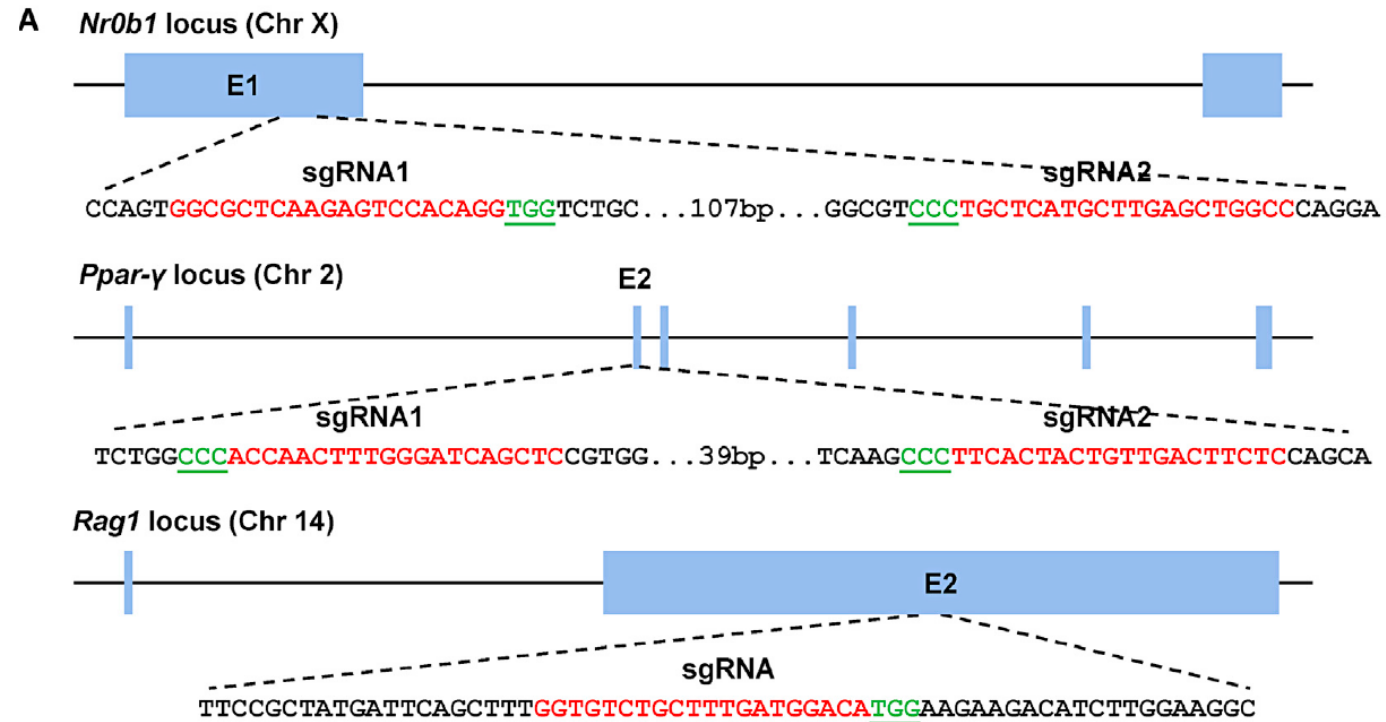 A
Nr0b1 locus (Chr X)
E1
sgRNA1 sgRNA2
CCAGTGGCGCTCAAGAGTCCACAGGTGGTCTGC...107bp...GGCGTCCCTGCTCATGCTTGAGCTGGCCCAGGA
Ppar-γ locus (Chr 2)
E2
sgRNA1 sgRNA2
TCTGGCCCACCAACTTTGGGATCAGCTCCGTGG...39bp...TCAAGCCCTTCACTACTGTTGACTTCTCCAGCA
Rag1 locus (Chr 14)
E2
sgRNA
TTCCGCTATGATTCAGCTTTGGTGTCTGCTTTGATGGACATGGAAGAAGACATCTTGGAAGGC